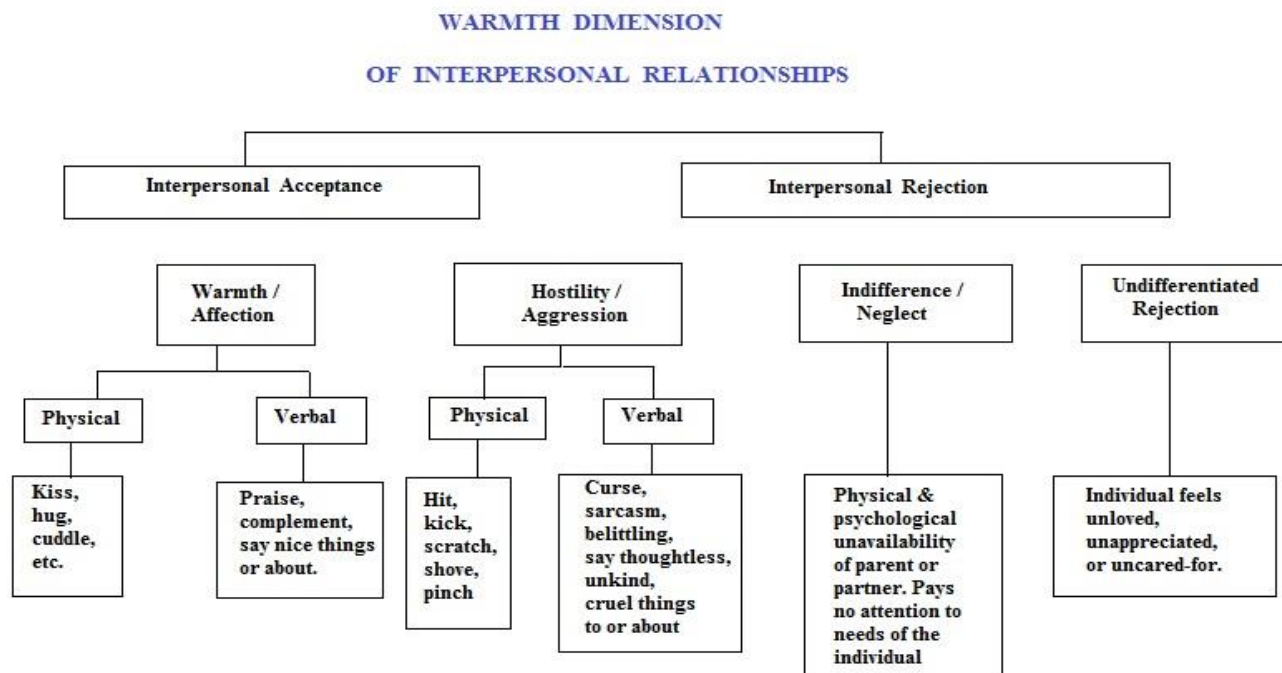 WARMTH DIMENSION
OF INTERPERSONAL RELATIONSHIPS
Interpersonal Acceptance
Interpersonal Rejection
Warmth /
Affection
Hostility /
Aggression
Indifference /
Neglect
Undifferentiated
Rejection
Physical
Verbal
Physical
Verbal
Kiss,
hug,
cuddle,
etc.
Praise,
complement,
say nice things
or about.
Hit,
kick,
scratch,
shove,
pinch
Curse,
sarcasm,
belittling,
say thoughtless,
unkind,
cruel things
to or about
Physical &
psychological
unavailability
of parent or
partner. Pays
no attention to
needs of the
individual
Individual feels
unloved,
unappreciated,
or uncared-for.